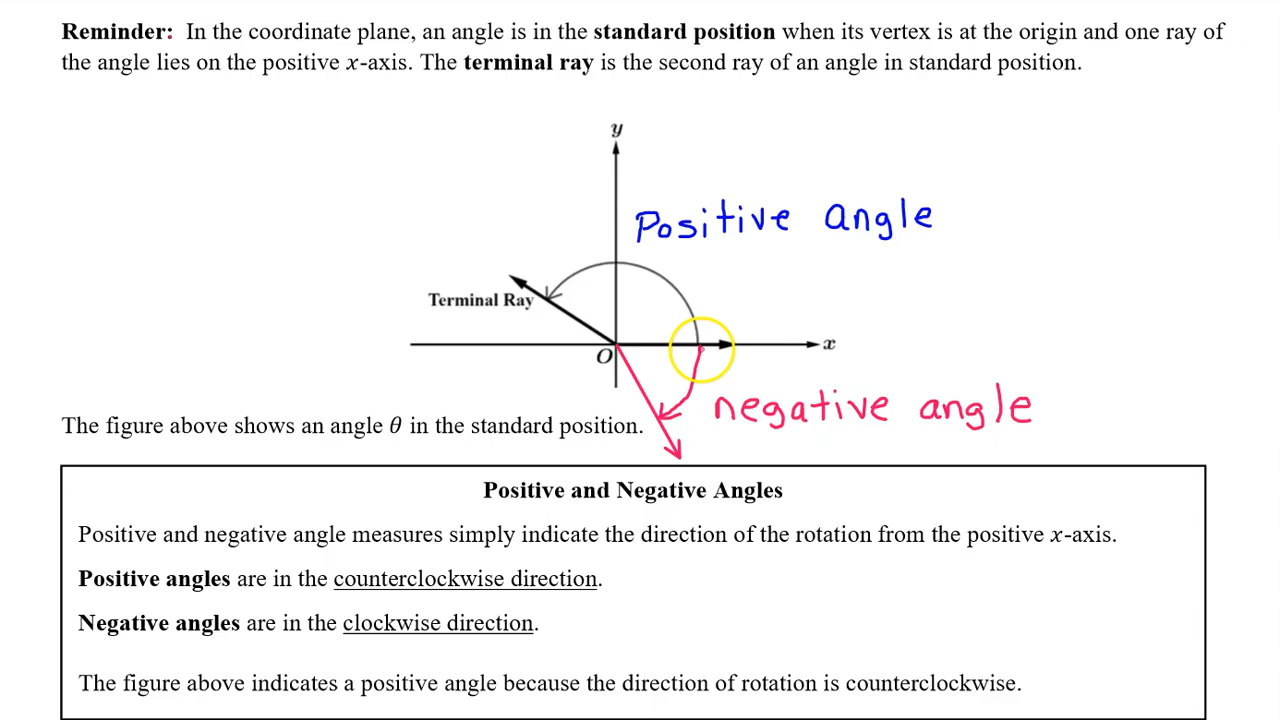 Reminder: In the coordinate plane, an angle is in the standard position when its vertex is at the origin and one ray of
the angle lies on the positive x-axis. The terminal ray is the second ray of an angle in standard position.
y
Positive angle
Terminal Ray
O
x
negative angle
The figure above shows an angle θ in the standard position.
Positive and Negative Angles
Positive and negative angle measures simply indicate the direction of the rotation from the positive x-axis.
Positive angles are in the counterclockwise direction.
Negative angles are in the clockwise direction.
The figure above indicates a positive angle because the direction of rotation is counterclockwise.